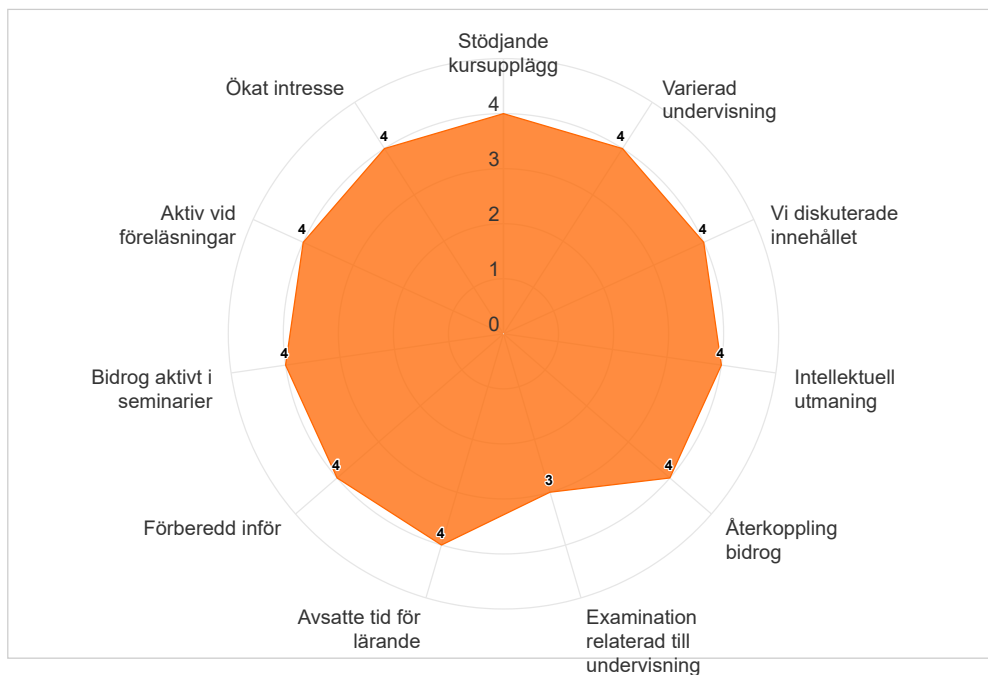 Stödjande
kursupplägg
Ökat intresse
Varierad
undervisning
4
4
4
3
Aktiv vid
föreläsningar
4
4
Vi diskuterade
innehållet
2
1
0
Bidrog aktivt i
seminarier
4
4
Intellektuell
utmaning
Förberedd inför
4
4
Återkoppling
bidrog
3
4
Avsatte tid för
lärande
Examination
relaterad till
undervisning